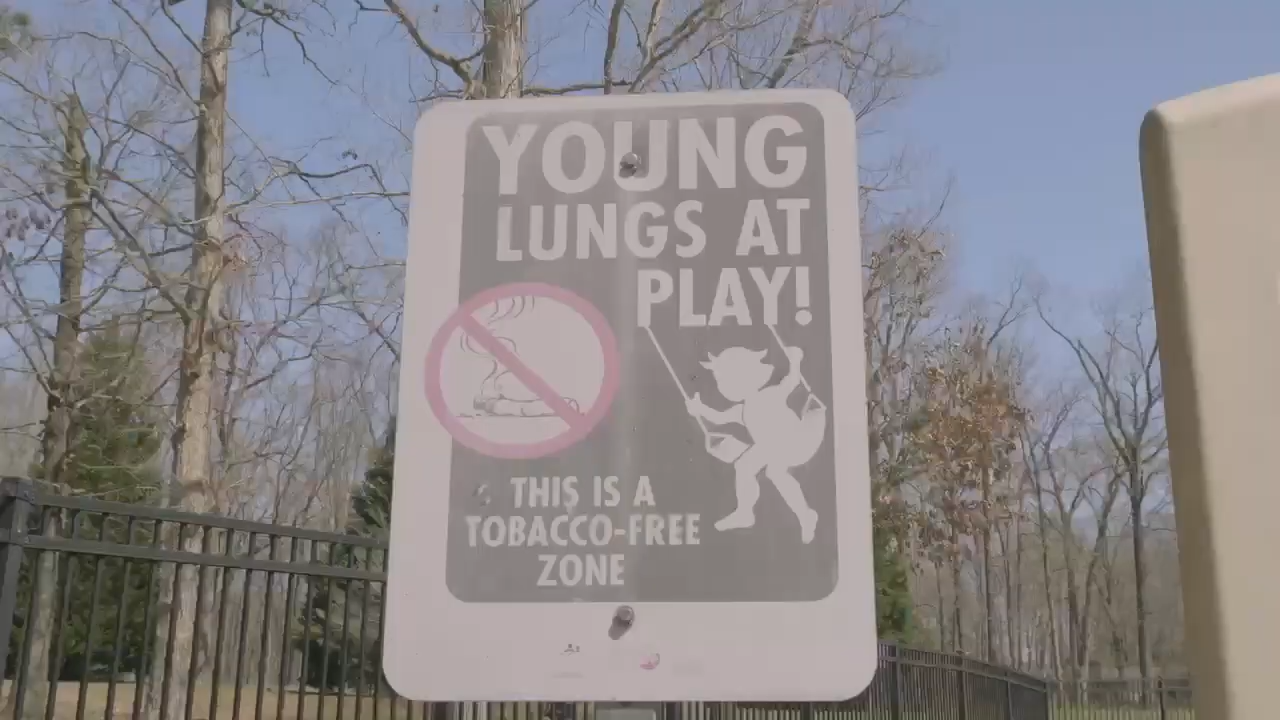 YOUNG
LUNGS AT
PLAY!
THIS IS A
TOBACCO-FREE
ZONE